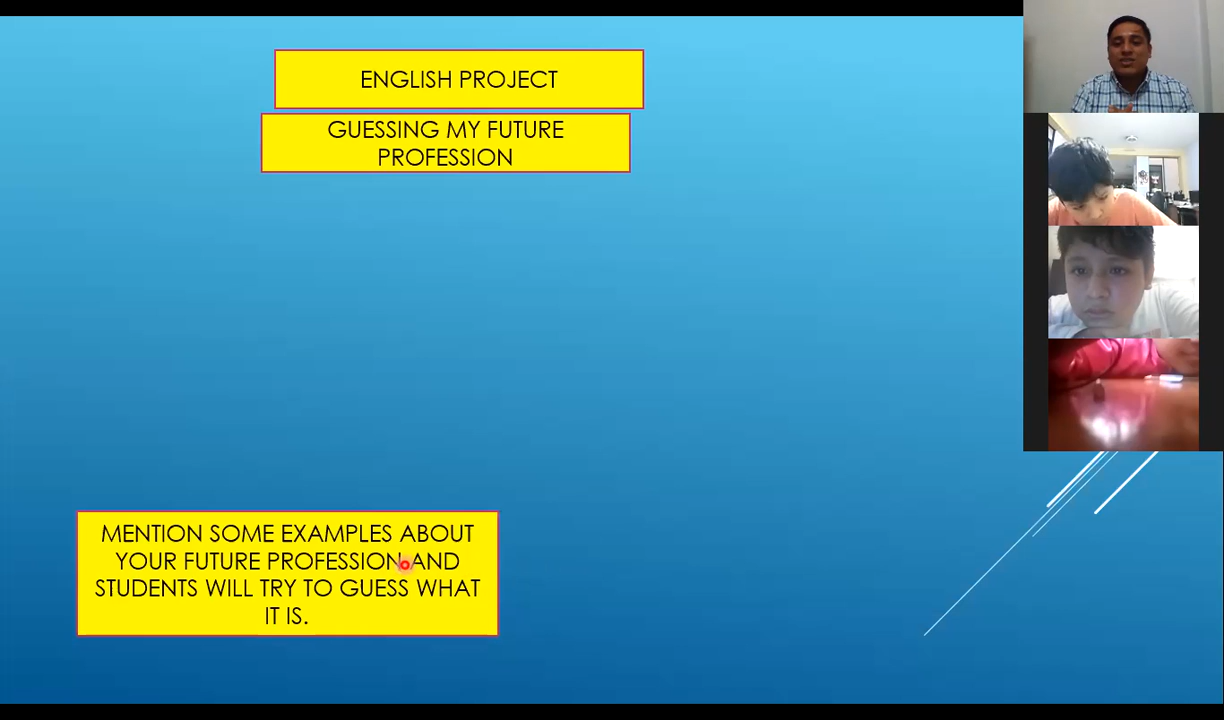 ENGLISH PROJECT
GUESSING MY FUTURE
PROFESSION
MENTION SOME EXAMPLES ABOUT
YOUR FUTURE PROFESSION AND
STUDENTS WILL TRY TO GUESS WHAT
IT IS.